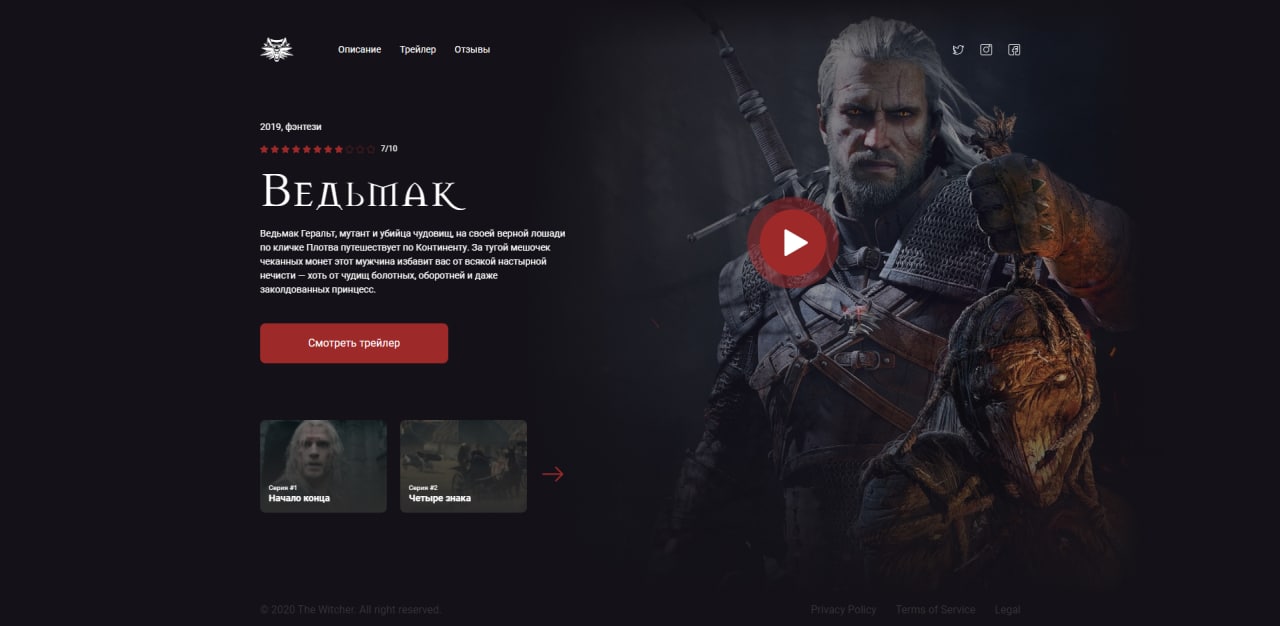 Описание Трейлер Отзывы
2019, фэнтези
7/10
Ведьмак
Ведьмак Геральт, мутант и убийца чудовищ, на своей верной лошади
по кличке Плотва путешествует по Континенту. За тугой мешочек
чеканных монет этот мужчина избавит вас от всякой настырной
нечисти — хоть от чудищ болотных, оборотней и даже
заколдованных принцесс.
Смотреть трейлер
Серия #1
Начало конца
Серия #2
Четыре знака
© 2020 The Witcher. All right reserved.
Privacy Policy Terms of Service Legal